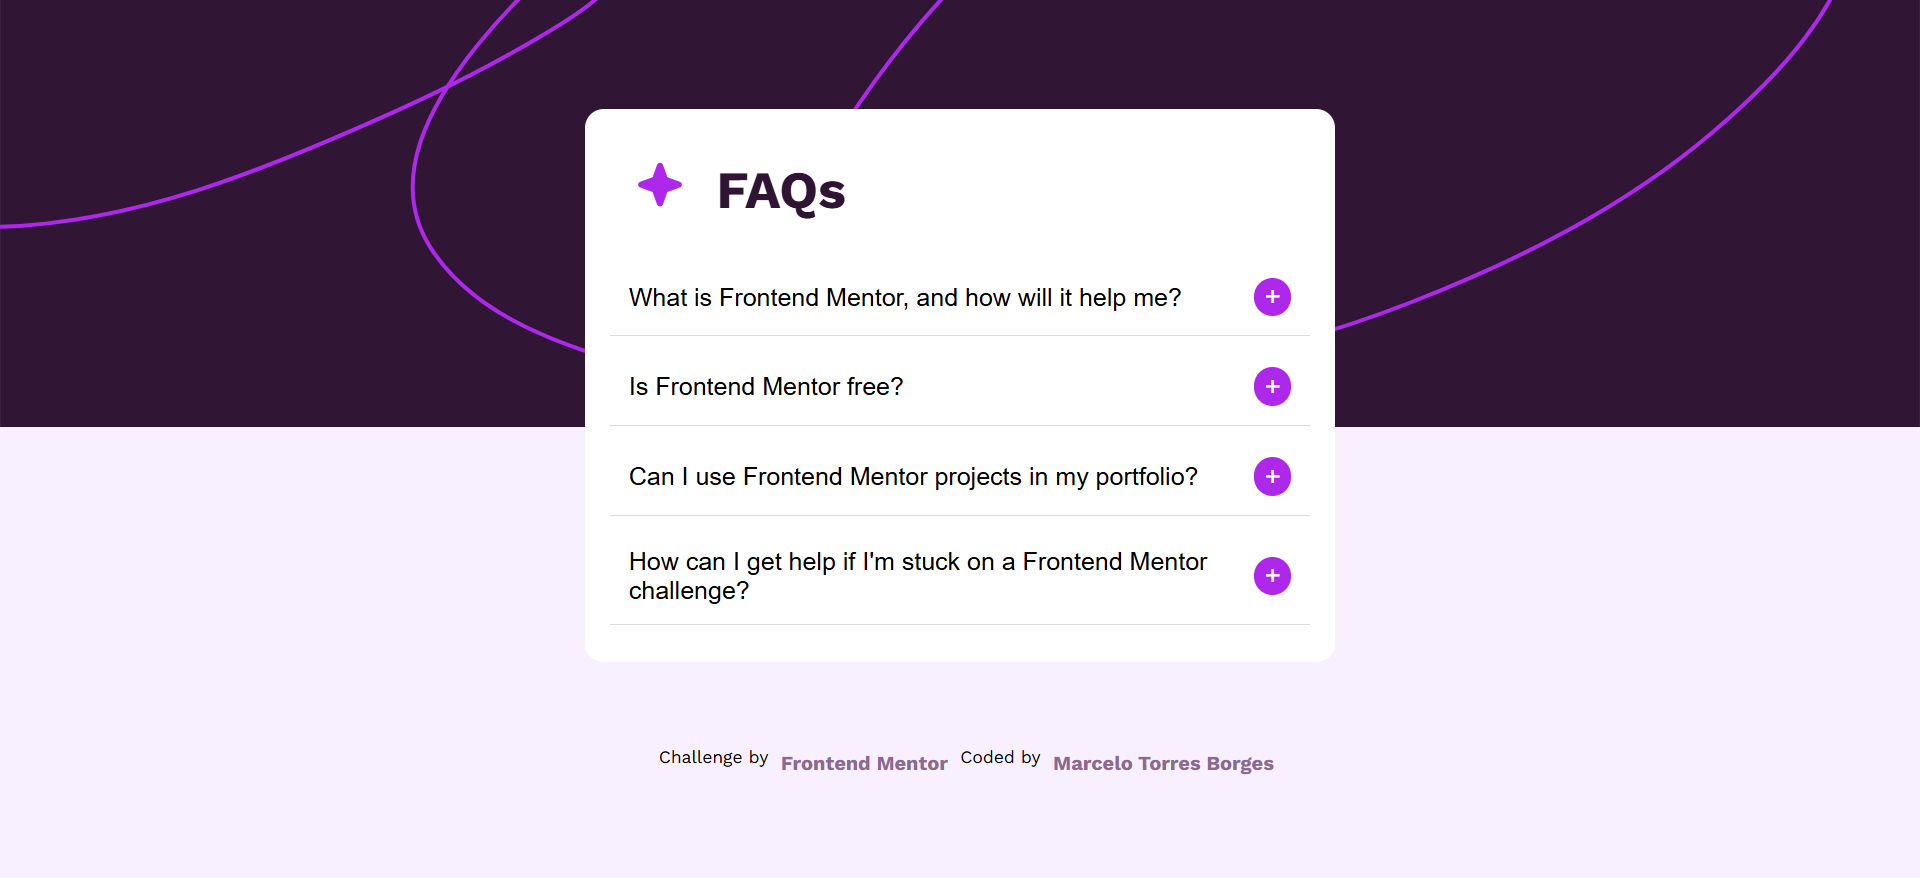 FAQs
What is Frontend Mentor, and how will it help me?
Is Frontend Mentor free?
Can I use Frontend Mentor projects in my portfolio?
How can I get help if I'm stuck on a Frontend Mentor
challenge?
Challenge by Frontend Mentor Coded by Marcelo Torres Borges